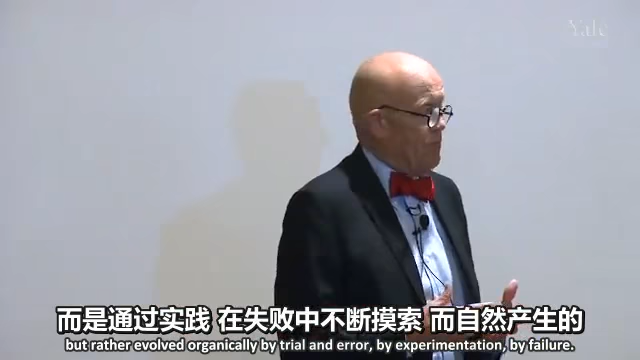 Yale
而是通过实践 在失败中不断摸索 而自然产生的
but rather evolved organically by trial and error, by experimentation, by failure.